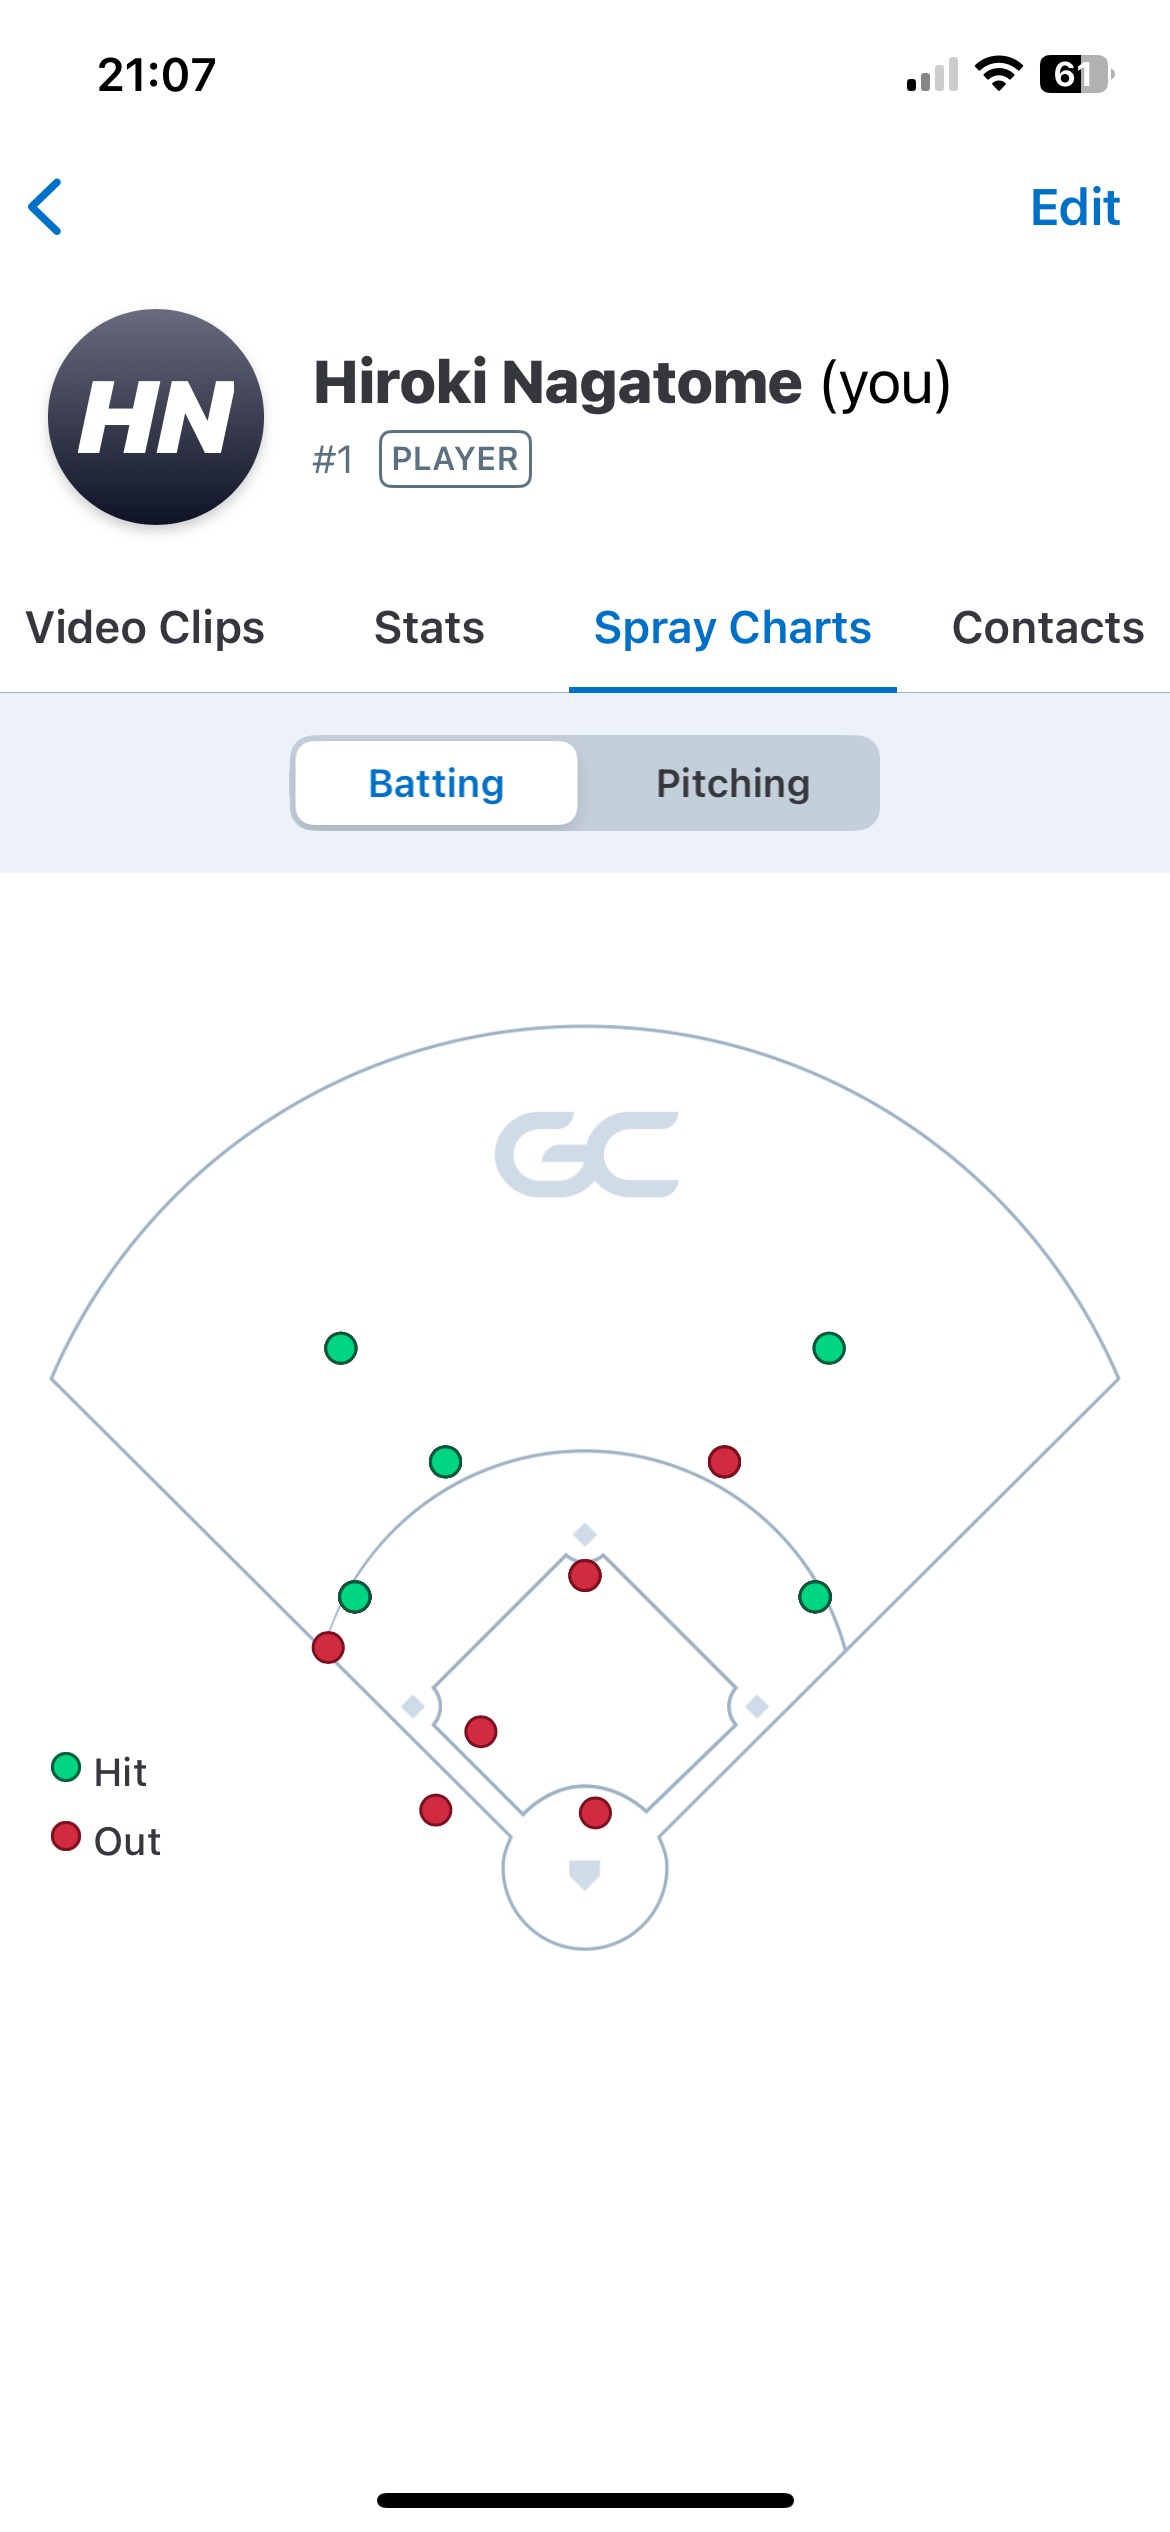 21:07
61
Edit
HN
Hiroki Nagatome (you)
#1 PLAYER
Video Clips Stats Spray Charts Contacts
Batting Pitching
GC
Hit
Out